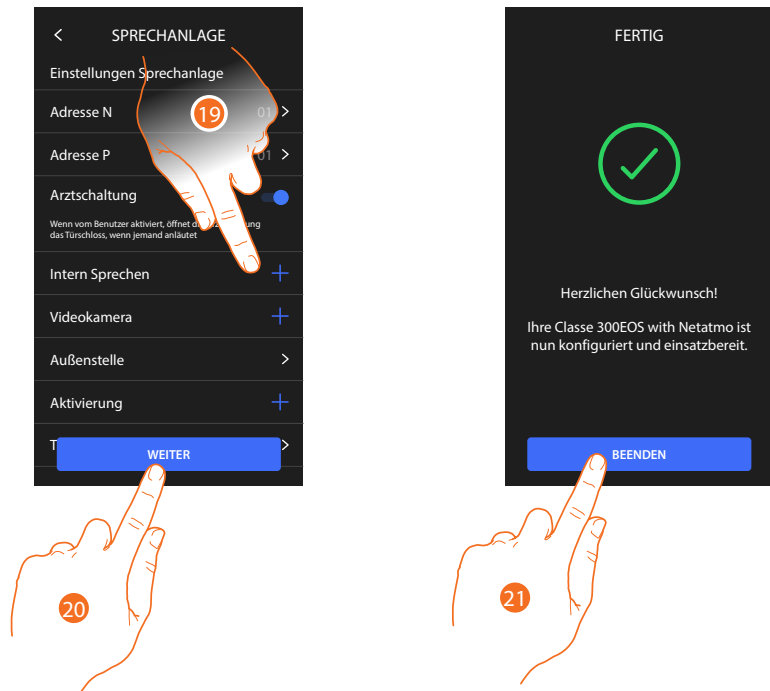 SPRECHANLAGE
Einstellungen Sprechanlage
Adresse N 01
19
Adresse P 01
Arztschaltung
Wenn vom Benutzer aktiviert, öffnet
das Türschloss, wenn jemand anläutet
Intern Sprechen
Videokamera
Außenstelle
Aktivierung
T
WEITER
20
FERTIG
Herzlichen Glückwunsch!
Ihre Classe 300EOS with Netatmo ist
nun konfiguriert und einsatzbereit.
BEENDEN
21